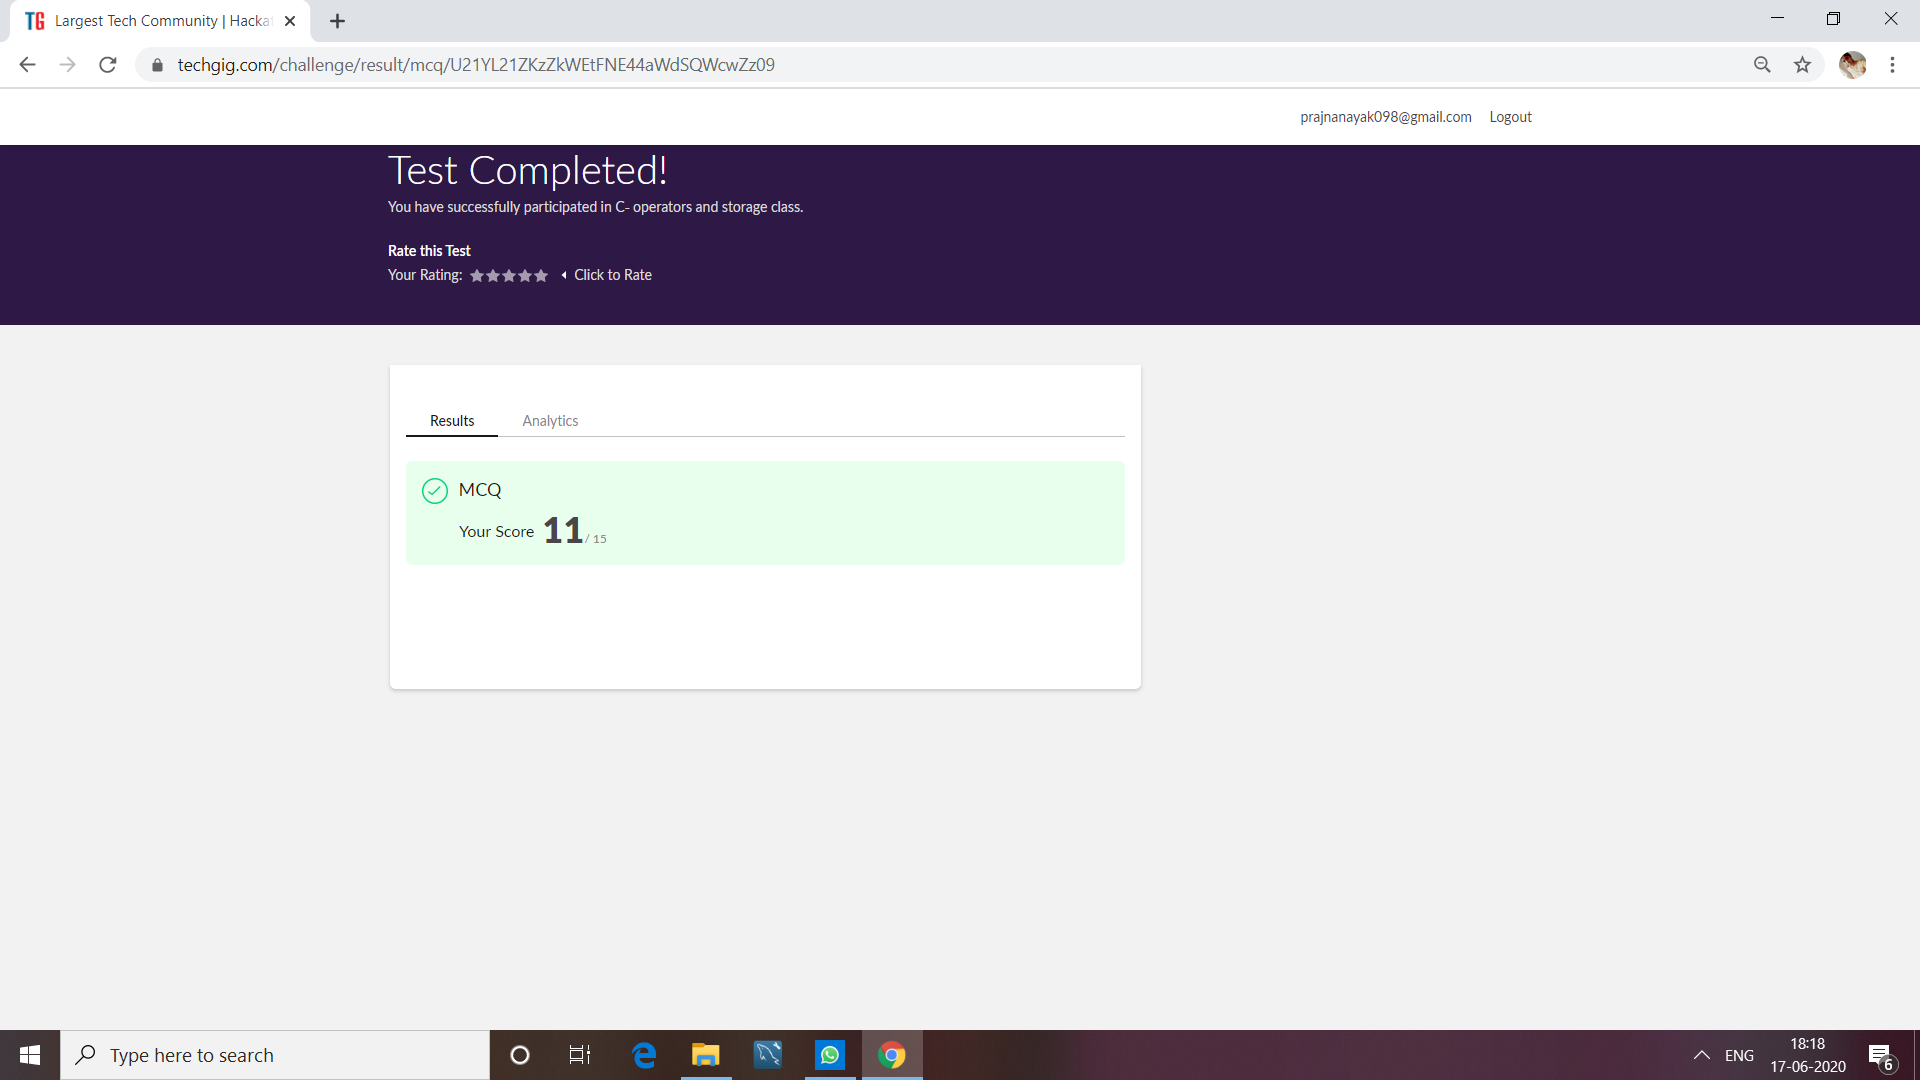 TG Largest Tech Community | Hacka
techgig.com/challenge/result/mcq/U21YL21ZKzZkWEtFNE44aWdSQWcwZz09
prajnanayak098@gmail.com Logout
Test Completed!
You have successfully participated in C- operators and storage class.
Rate this Test
Your Rating: Click to Rate
Results Analytics
MCQ
Your Score 11 / 15
Type here to search
ENG
18:18
17-06-2020
6